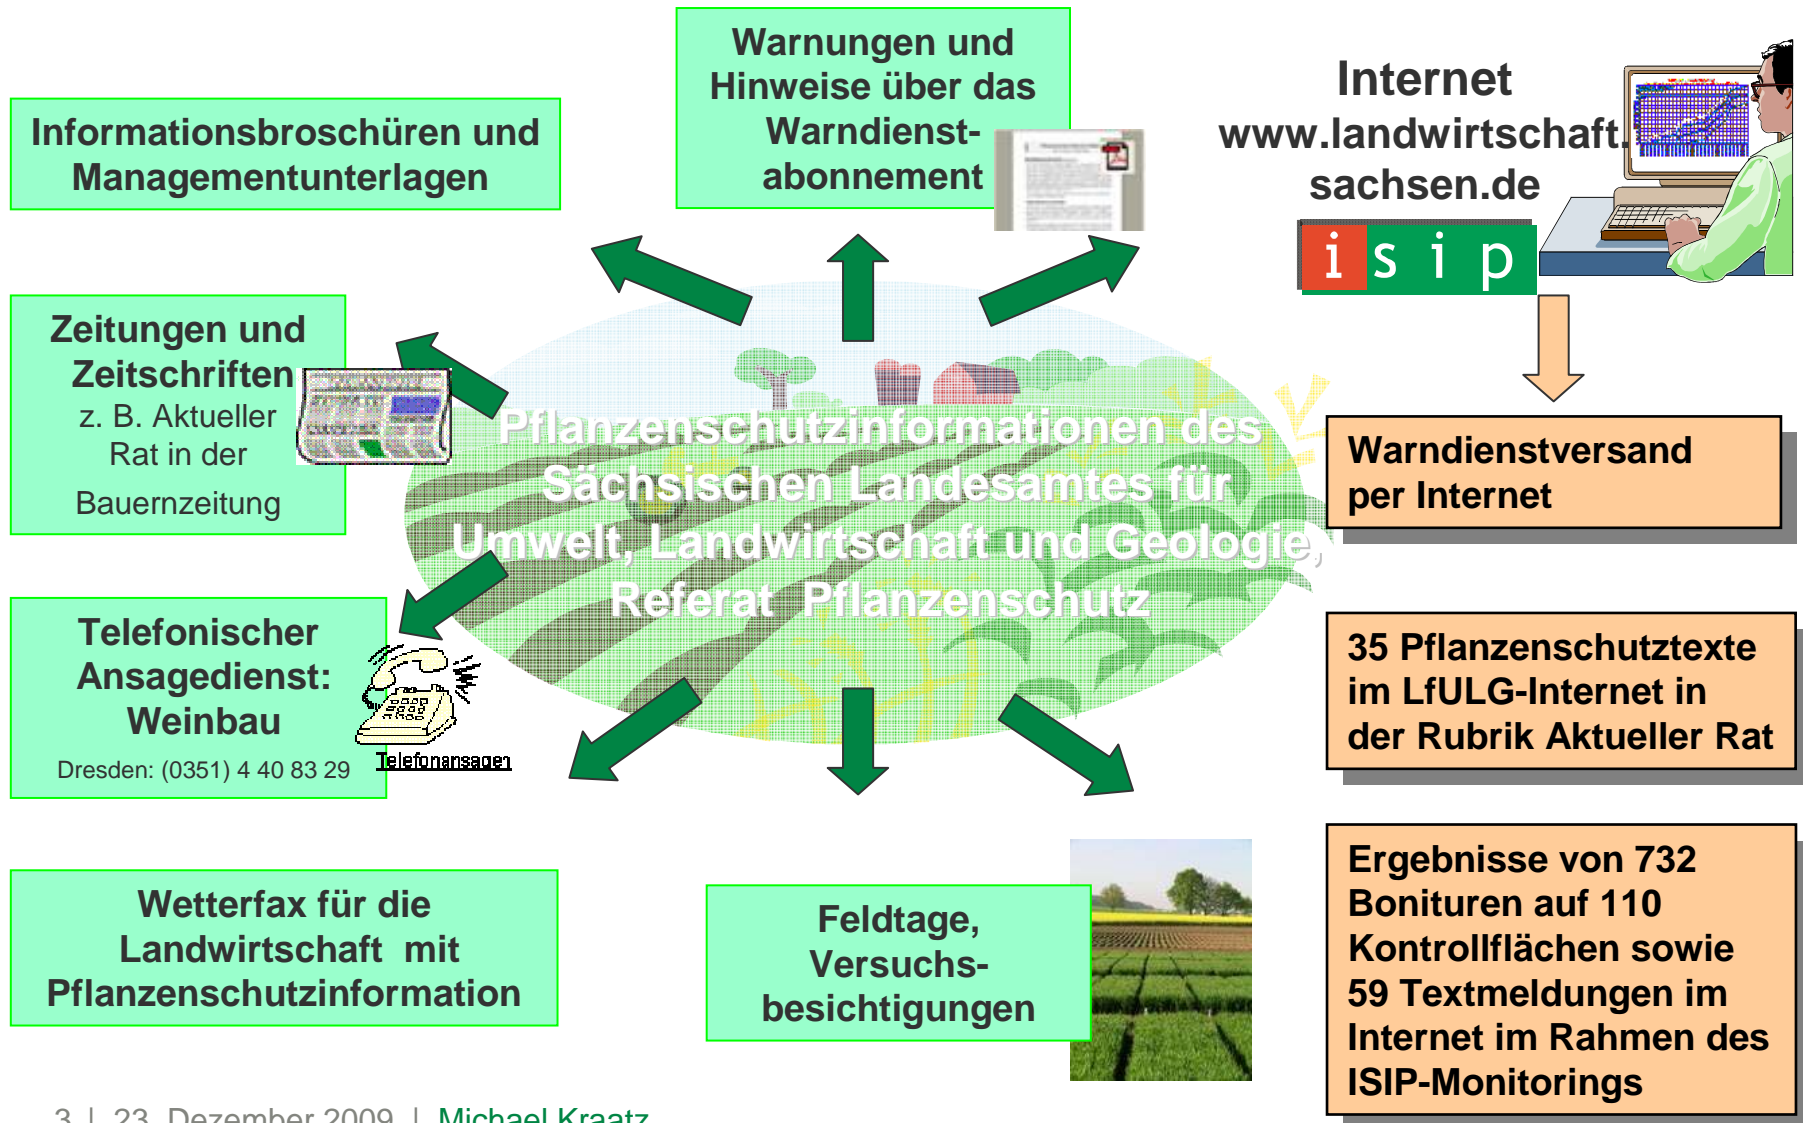 Informationsbroschüren und
Managementunterlagen
Warnungen und
Hinweise über das
Warndienst-
abonnement
Internet
www.landwirtschaft.
sachsen.de
isip
Zeitungen und
Zeitschriften
z. B. Aktueller
Rat in der
Bauernzeitung
Pflanzenschutzinformationen des
Sächsischen Landesamtes für
Umwelt, Landwirtschaft und Geologie,
Referat Pflanzenschutz
Warndienstversand
per Internet
Telefonischer
Ansagedienst:
Weinbau
Dresden: (0351) 4 40 83 29
Telefonansagen
35 Pflanzenschutztexte
im LfULG-Internet in
der Rubrik Aktueller Rat
Wetterfax für die
Landwirtschaft mit
Pflanzenschutzinformation
Feldtage,
Versuchs-
besichtigungen
Ergebnisse von 732
Bonituren auf 110
Kontrollflächen sowie
59 Textmeldungen im
Internet im Rahmen des
ISIP-Monitorings
3 | 23. Dezember 2009 | Michael Kraatz